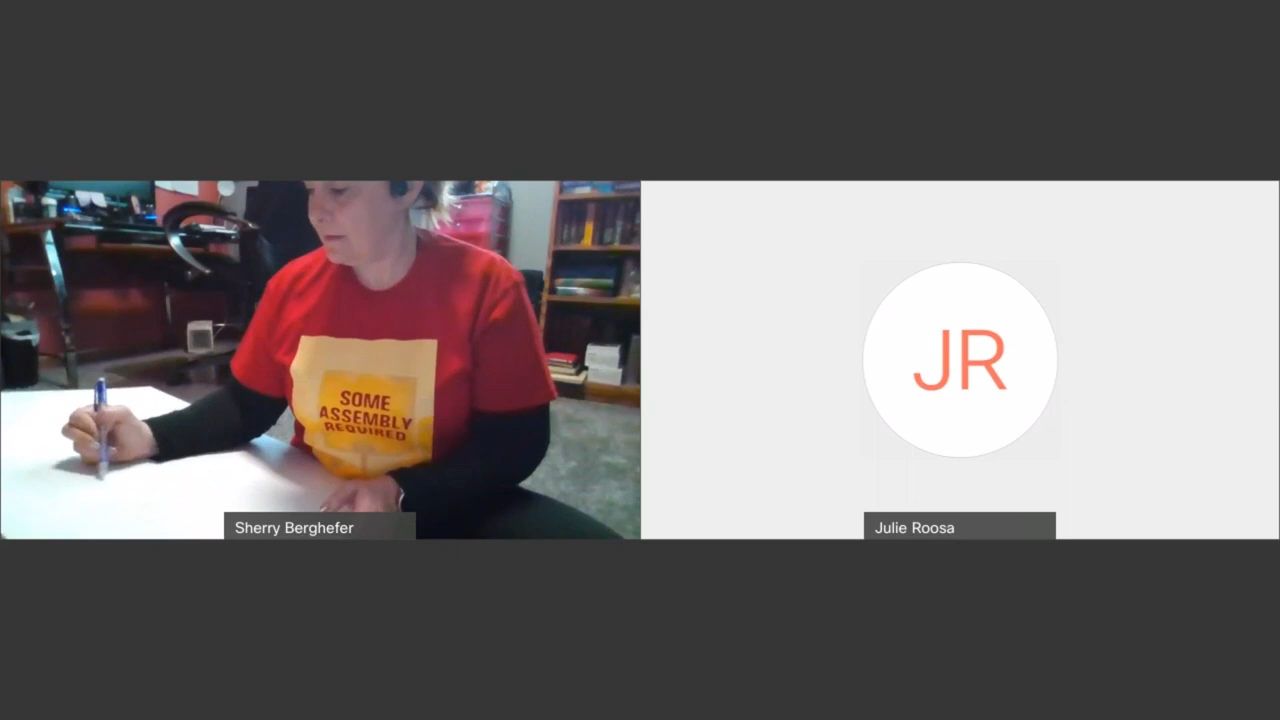 SOME
ASSEMBLY
REQUIRED
Sherry Berghefer
JR
Julie Roosa